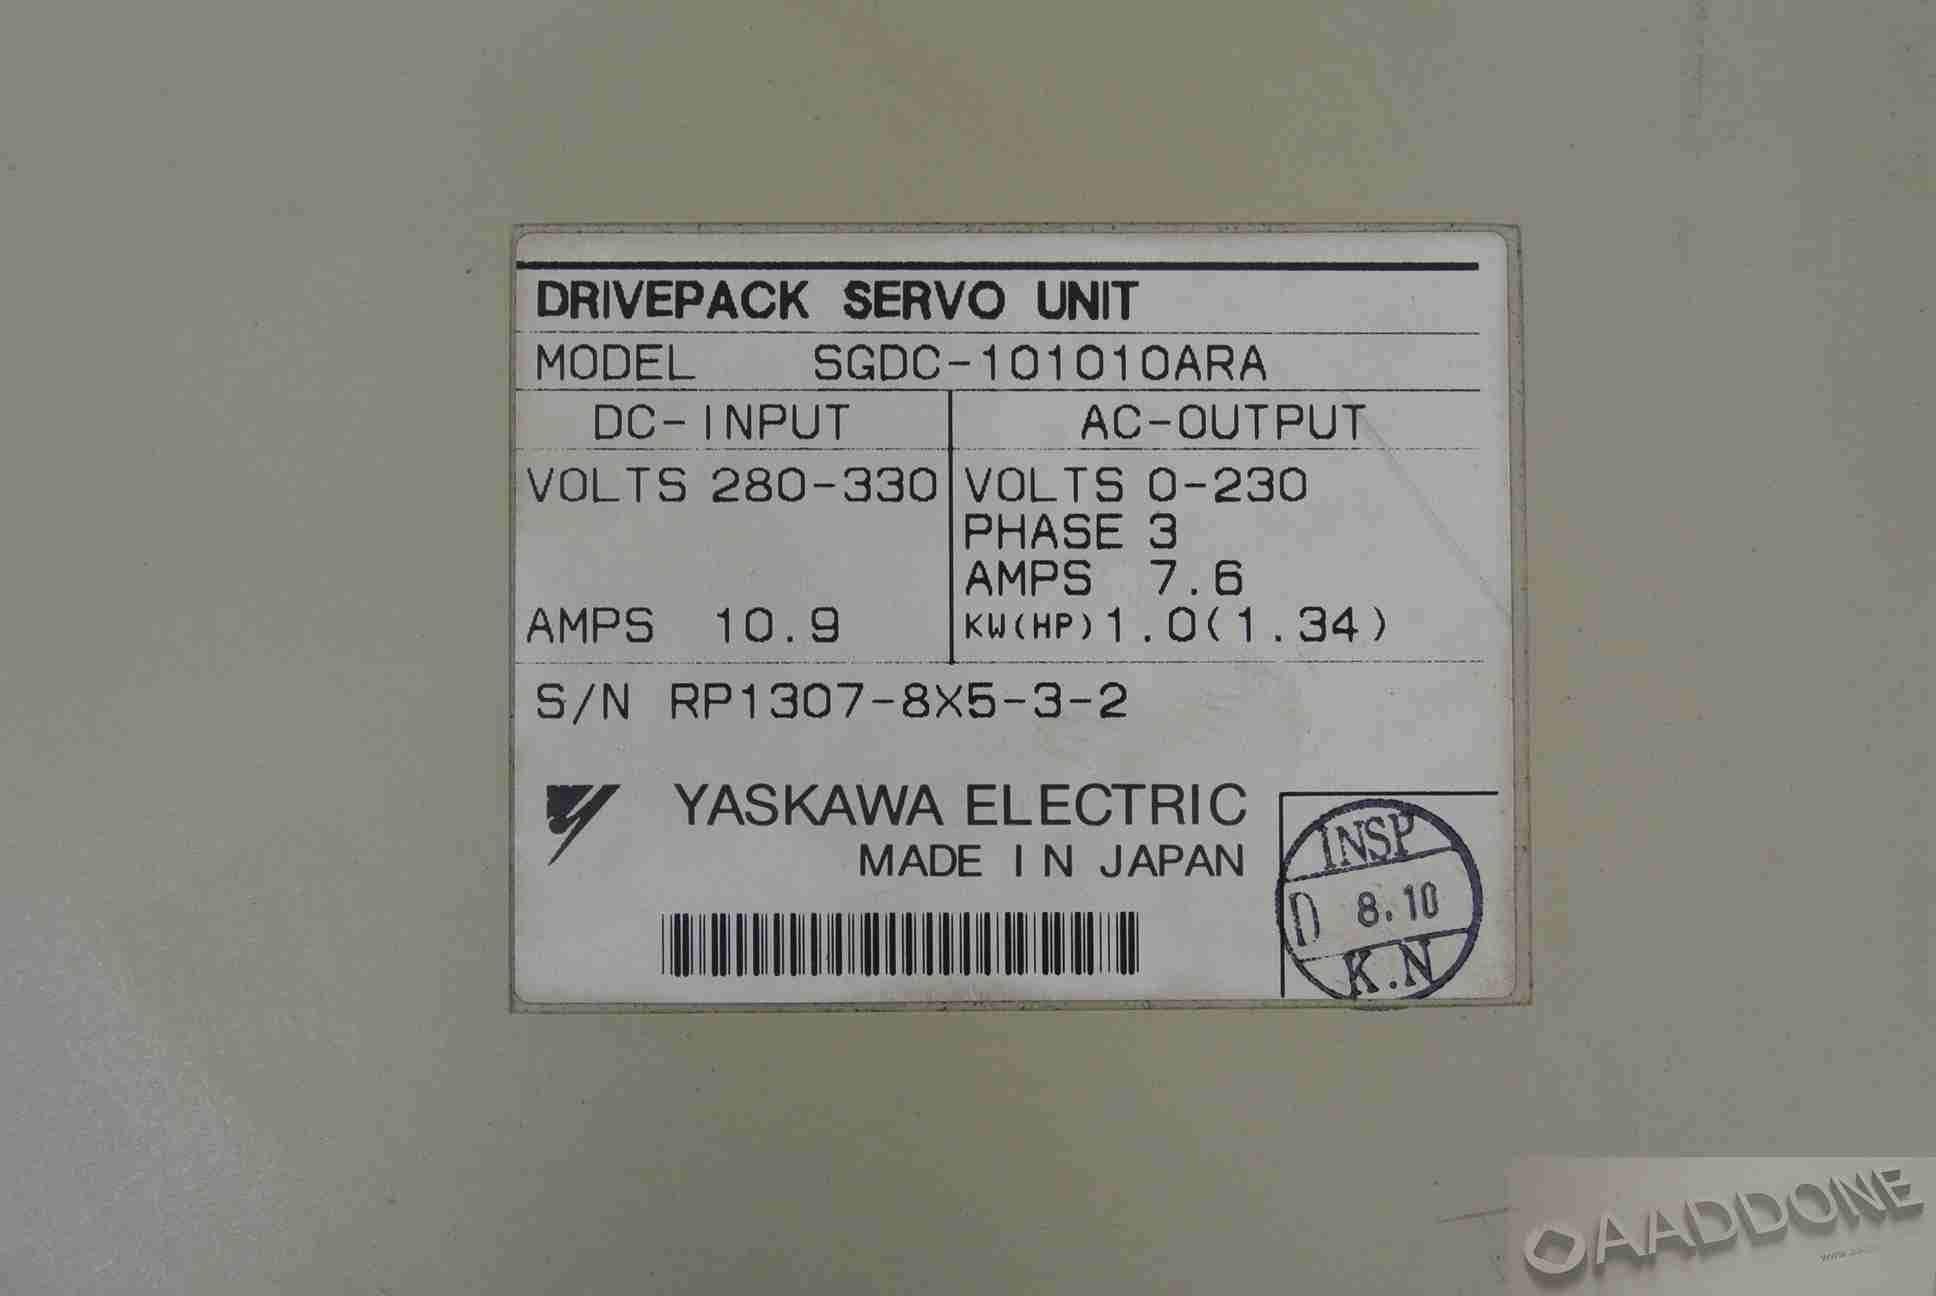 DRIVEPACK SERVO UNIT
MODEL SGDC-101010ARA
DC-INPUT AC-OUTPUT
VOLTS 280-330 VOLTS 0-230
PHASE 3
AMPS 7.6
AMPS 10.9 KW(HP) 1.0(1.34)
S/N RP1307-8X5-3-2
YASKAWA ELECTRIC
MADE IN JAPAN
INSP
D 8.10
K.N
AADDONE